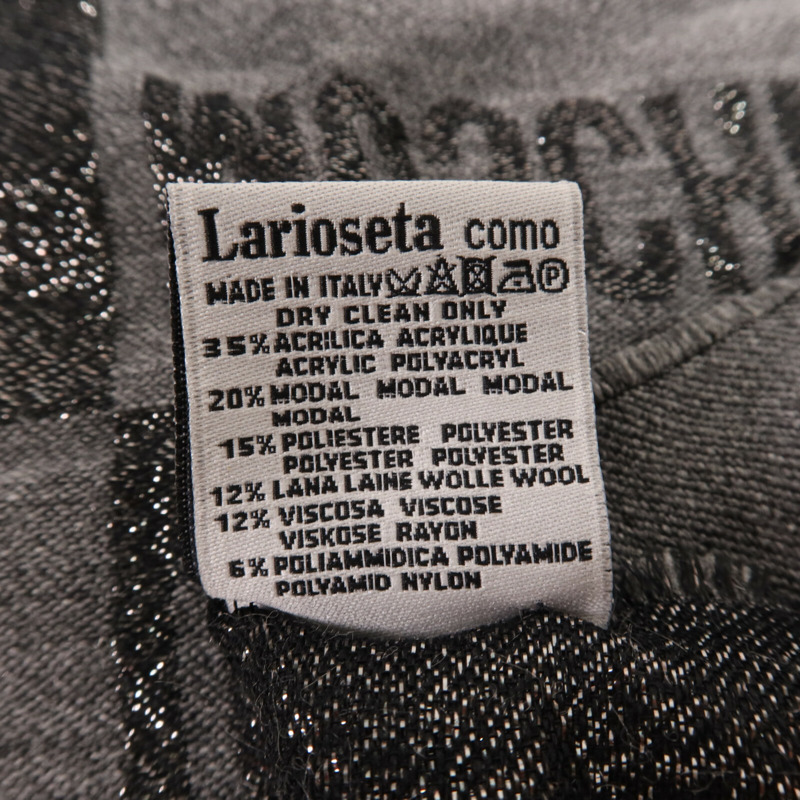 Larioseta como
MADE IN ITALY P
DRY CLEAN ONLY
35% ACRILICA ACRYLIQUE
ACRYLIC POLYACRYL
20% MODAL MODAL MODAL
MODAL
15% POLIESTERE POLYESTER
POLYESTER POLYESTER
12% LANA LAINE WOLLE WOOL
12% VISCOSA VISCOSE
VISKOSE RAYON
6% POLIAMMIDICA POLYAMIDE
POLYAMID NYLON